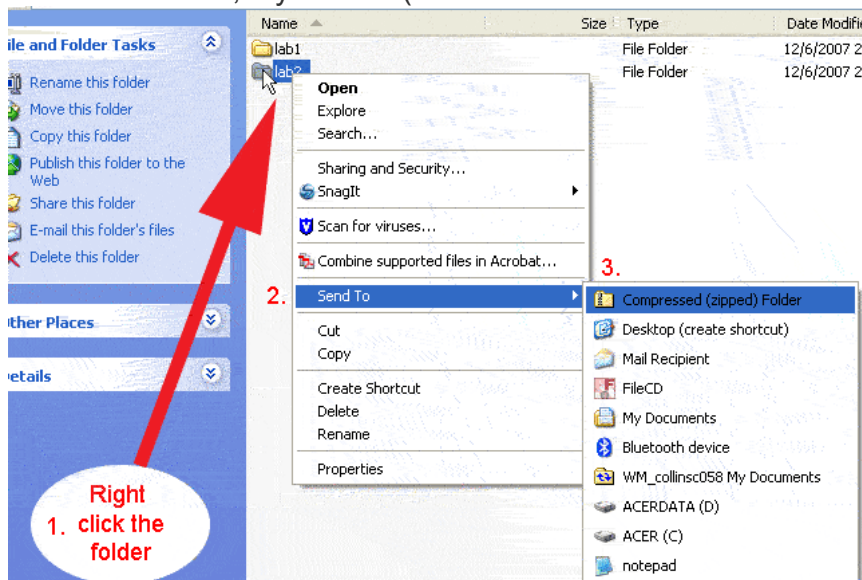 Name Size Type Date Modifie
ile and Folder Tasks
lab1 File Folder 12/6/2007 2
lab2 File Folder 12/6/2007 2
Rename this folder
Move this folder
Copy this folder
Publish this folder to the
Web
Share this folder
E-mail this folder's files
Delete this folder
ther Places
etails
Open
Explore
Search...
Sharing and Security...
SnagIt
Scan for viruses...
Combine supported files in Acrobat...
2. Send To
Cut
Copy
Create Shortcut
Delete
Rename
Properties
3.
Compressed (zipped) Folder
Desktop (create shortcut)
Mail Recipient
FileCD
My Documents
Bluetooth device
WM_collinsc058 My Documents
ACERDATA (D)
ACER (C)
notepad
Right
1. click the
folder